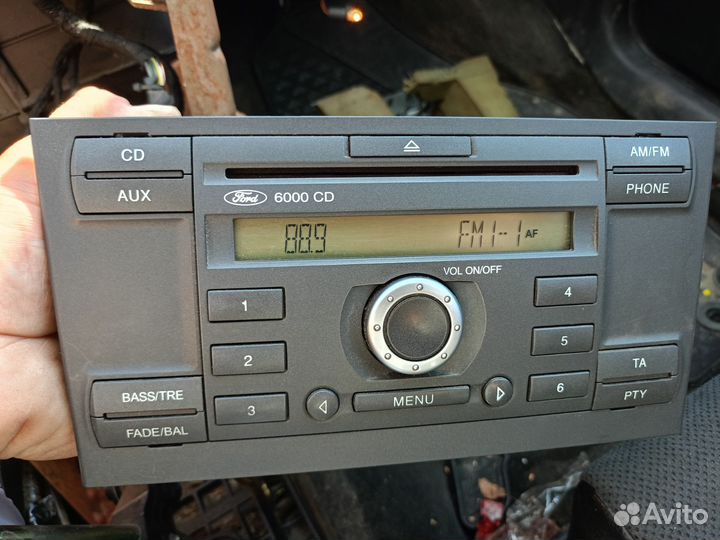 CD
AUX
AM/FM
PHONE
Ford 6000 CD
88.9 FM1-1 AF
VOL ON/OFF
1
2
3
4
5
6
BASS/TRE
FADE/BAL
MENU
TA
PTY
Avito